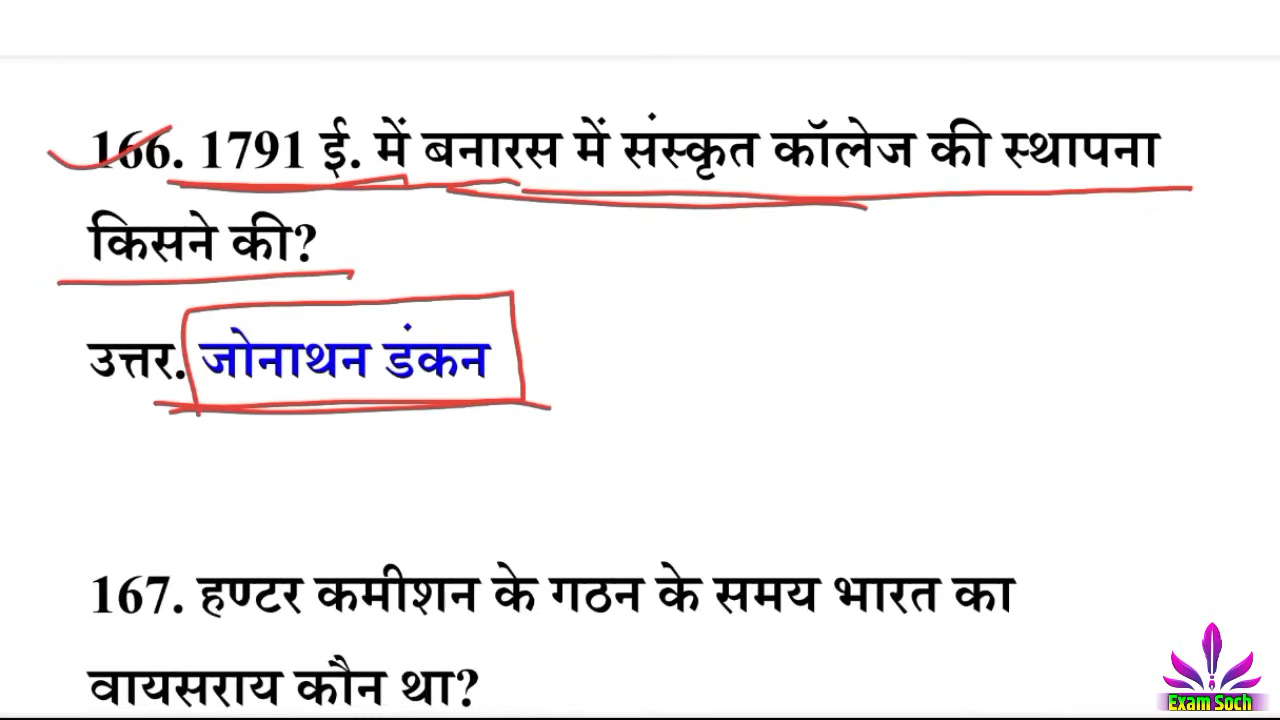 166. 1791 ई. में बनारस में संस्कृत कॉलेज की स्थापना
किसने की?
उत्तर. जोनाथन डंकन
167. हण्टर कमीशन के गठन के समय भारत का
वायसराय कौन था?
Exam Soch